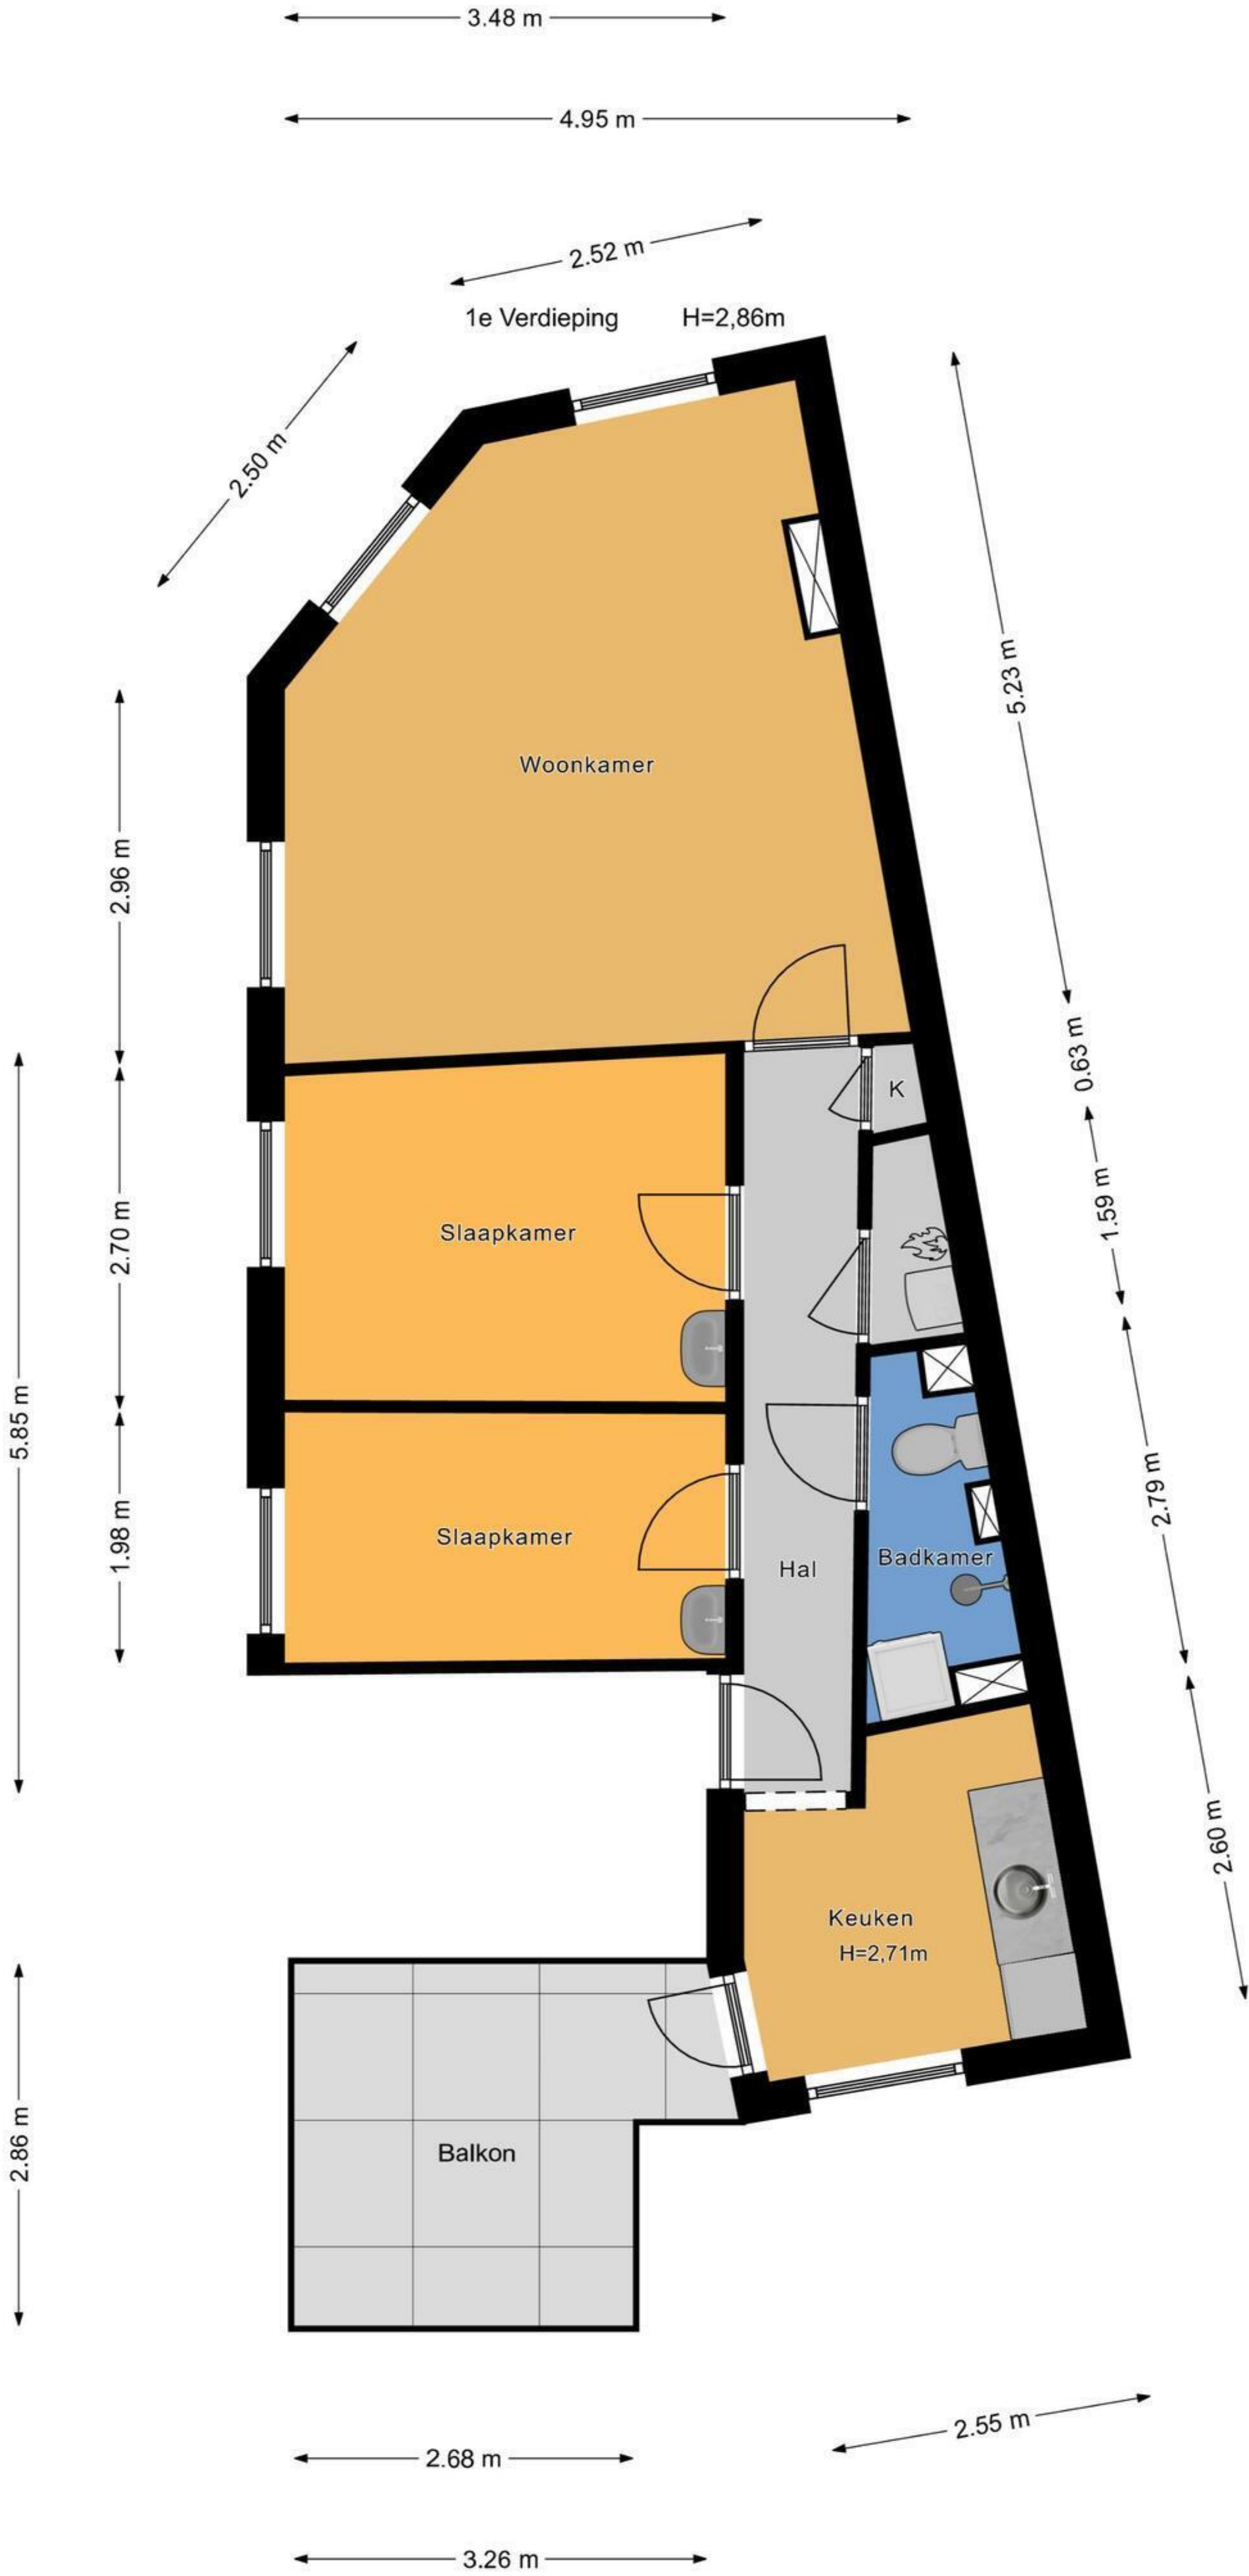 3.48 m
4.95 m
2.52 m
1e Verdieping H=2,86m
2.50 m
5.23 m
Woonkamer
2.96 m
0.63 m
K
1.59 m
2.70 m
Slaapkamer
5.85 m
2.79 m
1.98 m
Slaapkamer
Badkamer
Hal
2.60 m
Keuken
H=2,71m
2.86 m
Balkon
2.55 m
2.68 m
3.26 m